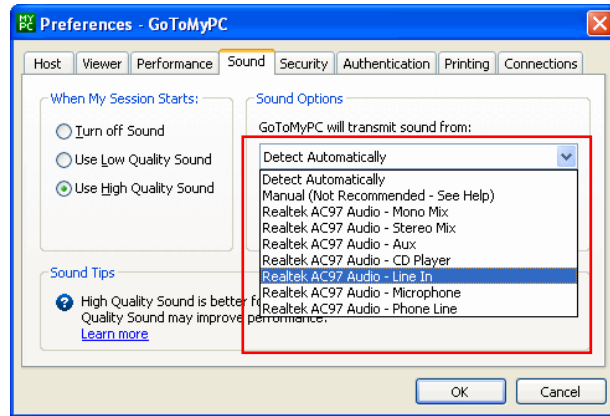 MY PC Preferences - GoToMyPC
Host Viewer Performance Sound Security Authentication Printing Connections
When My Session Starts:
Turn off Sound
Use Low Quality Sound
Use High Quality Sound
Sound Options
GoToMyPC will transmit sound from:
Detect Automatically
Detect Automatically
Manual (Not Recommended - See Help)
Realtek AC97 Audio - Mono Mix
Realtek AC97 Audio - Stereo Mix
Realtek AC97 Audio - Aux
Realtek AC97 Audio - CD Player
Realtek AC97 Audio - Line In
Realtek AC97 Audio - Microphone
Realtek AC97 Audio - Phone Line
Sound Tips
High Quality Sound is better
Quality Sound may improve performance.
Learn more
OK Cancel